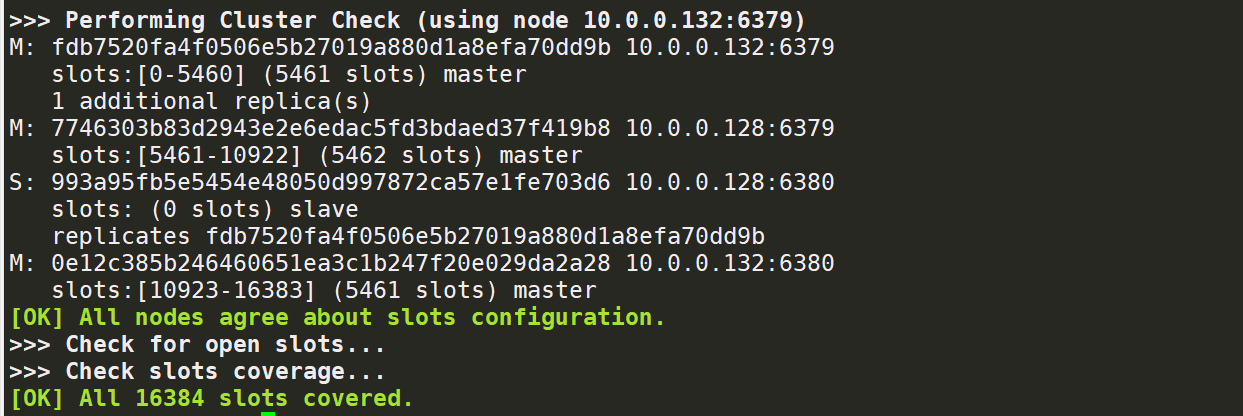 >>> Performing Cluster Check (using node 10.0.0.132:6379)
M: fdb7520fa4f0506e5b27019a880d1a8efa70dd9b 10.0.0.132:6379
   slots:[0-5460] (5461 slots) master
   1 additional replica(s)
M: 7746303b83d2943e2e6edac5fd3bdaed37f419b8 10.0.0.128:6379
   slots:[5461-10922] (5462 slots) master
S: 993a95fb5e5454e48050d997872ca57e1fe703d6 10.0.0.128:6380
   slots: (0 slots) slave
   replicates fdb7520fa4f0506e5b27019a880d1a8efa70dd9b
M: 0e12c385b246460651ea3c1b247f20e029da2a28 10.0.0.132:6380
   slots:[10923-16383] (5461 slots) master
[OK] All nodes agree about slots configuration.
>>> Check for open slots...
>>> Check slots coverage...
[OK] All 16384 slots covered.